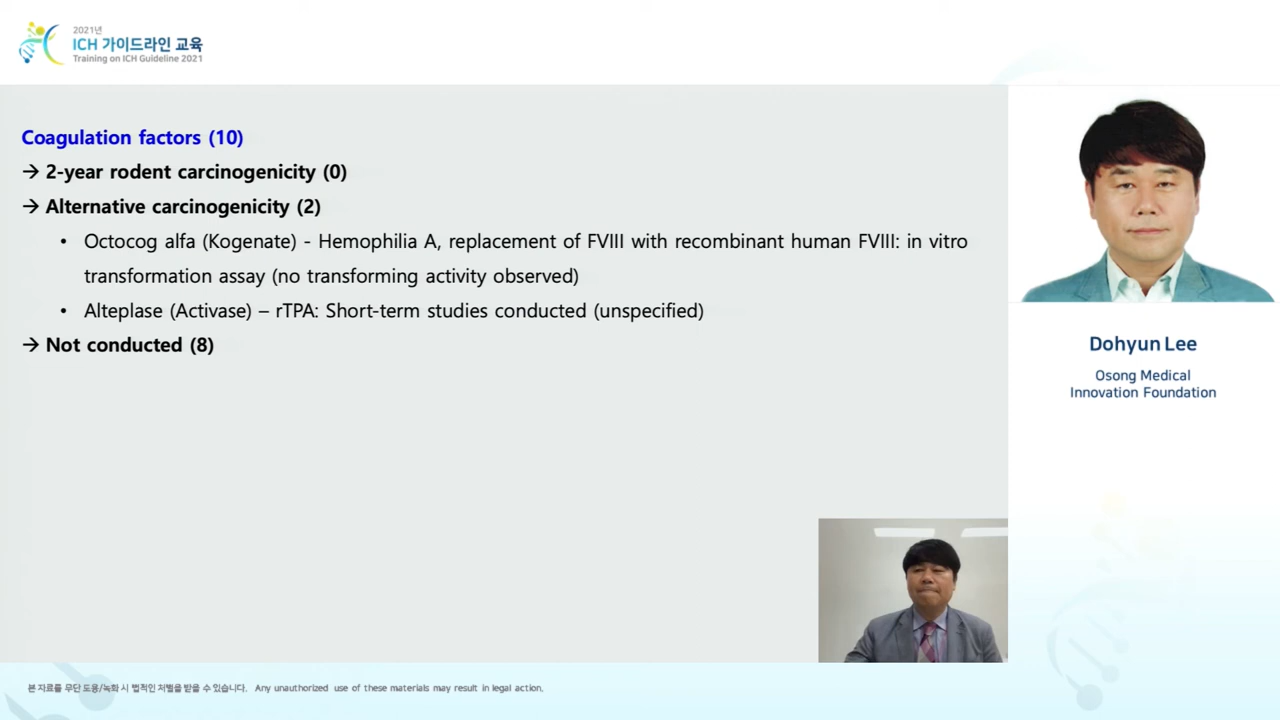 2021년
ICH 가이드라인 교육
Training on ICH Guideline 2021
Coagulation factors (10)
→ 2-year rodent carcinogenicity (0)
→ Alternative carcinogenicity (2)
• Octocog alfa (Kogenate) - Hemophilia A, replacement of FVIII with recombinant human FVIII: in vitro
transformation assay (no transforming activity observed)
• Alteplase (Activase) – rTPA: Short-term studies conducted (unspecified)
→ Not conducted (8)
Dohyun Lee
Osong Medical
Innovation Foundation
본 자료를 무단 도용/녹화 시 법적인 처벌을 받을 수 있습니다. Any unauthorized use of these materials may result in legal action.